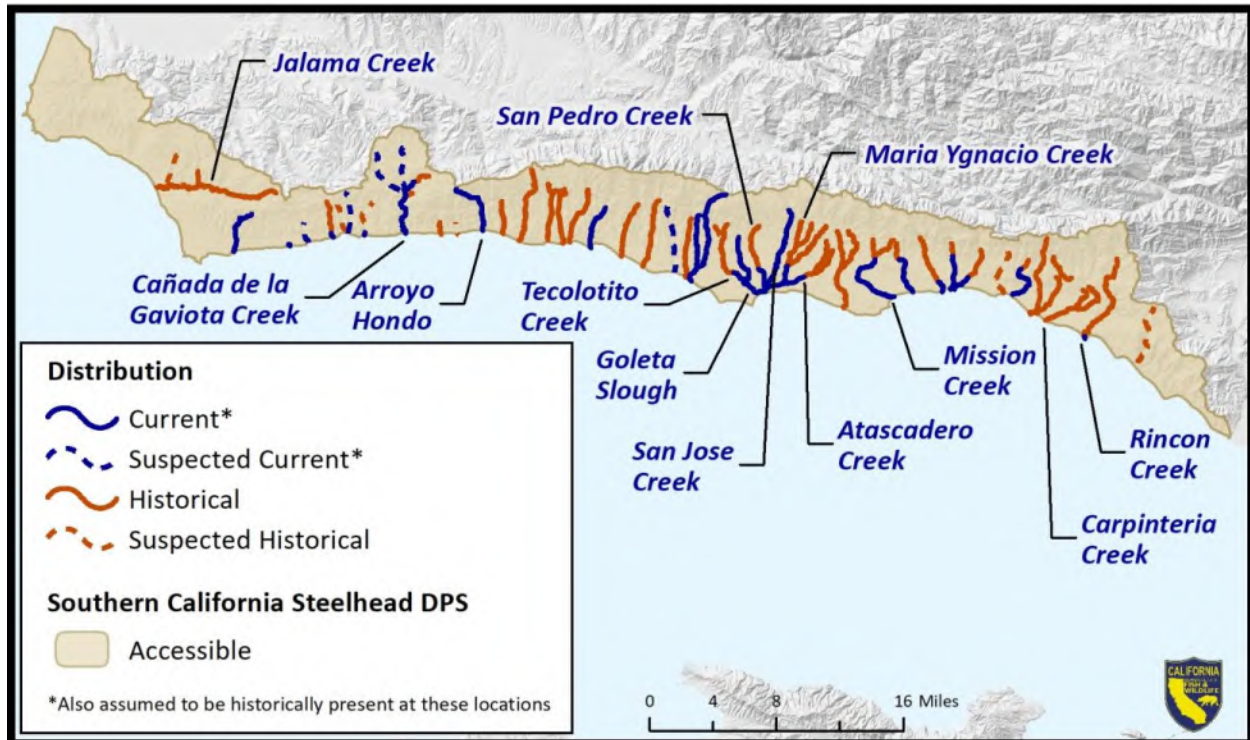 Jalama Creek
San Pedro Creek
Maria Ygnacio Creek
Cañada de la
Gaviota Creek
Arroyo
Hondo
Tecolotito
Creek
Goleta
Slough
San Jose
Creek
Atascadero
Creek
Mission
Creek
Rincon
Creek
Carpinteria
Creek
Distribution
Current*
Suspected Current*
Historical
Suspected Historical
Southern California Steelhead DPS
Accessible
*Also assumed to be historically present at these locations
0 4 8 16 Miles
CALIFORNIA
FISH &
WILDLIFE